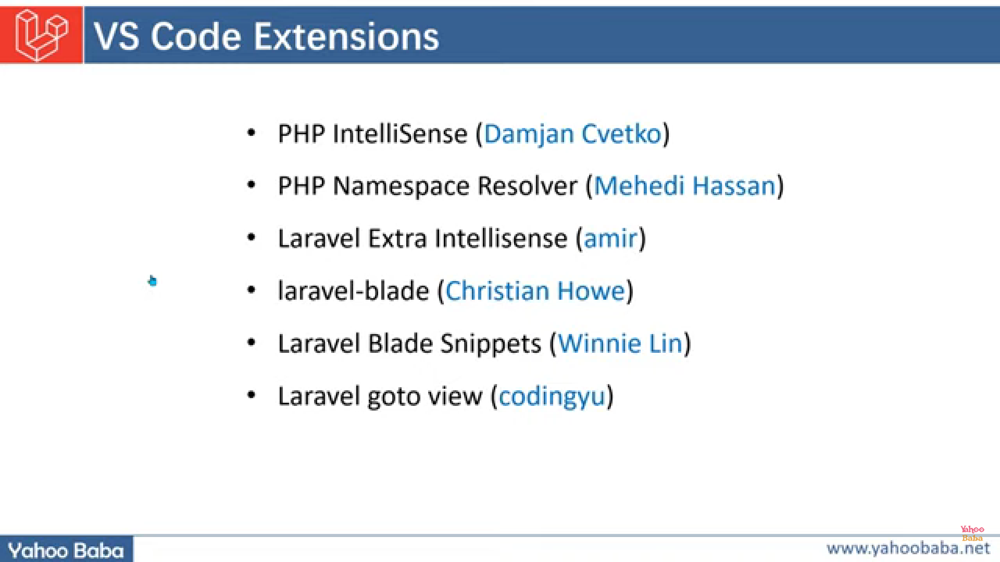 VS Code Extensions
• PHP IntelliSense (Damjan Cvetko)
• PHP Namespace Resolver (Mehedi Hassan)
• Laravel Extra Intellisense (amir)
• laravel-blade (Christian Howe)
• Laravel Blade Snippets (Winnie Lin)
• Laravel goto view (codingyu)
Yahoo
Baba
Yahoo Baba
www.yahoobaba.net